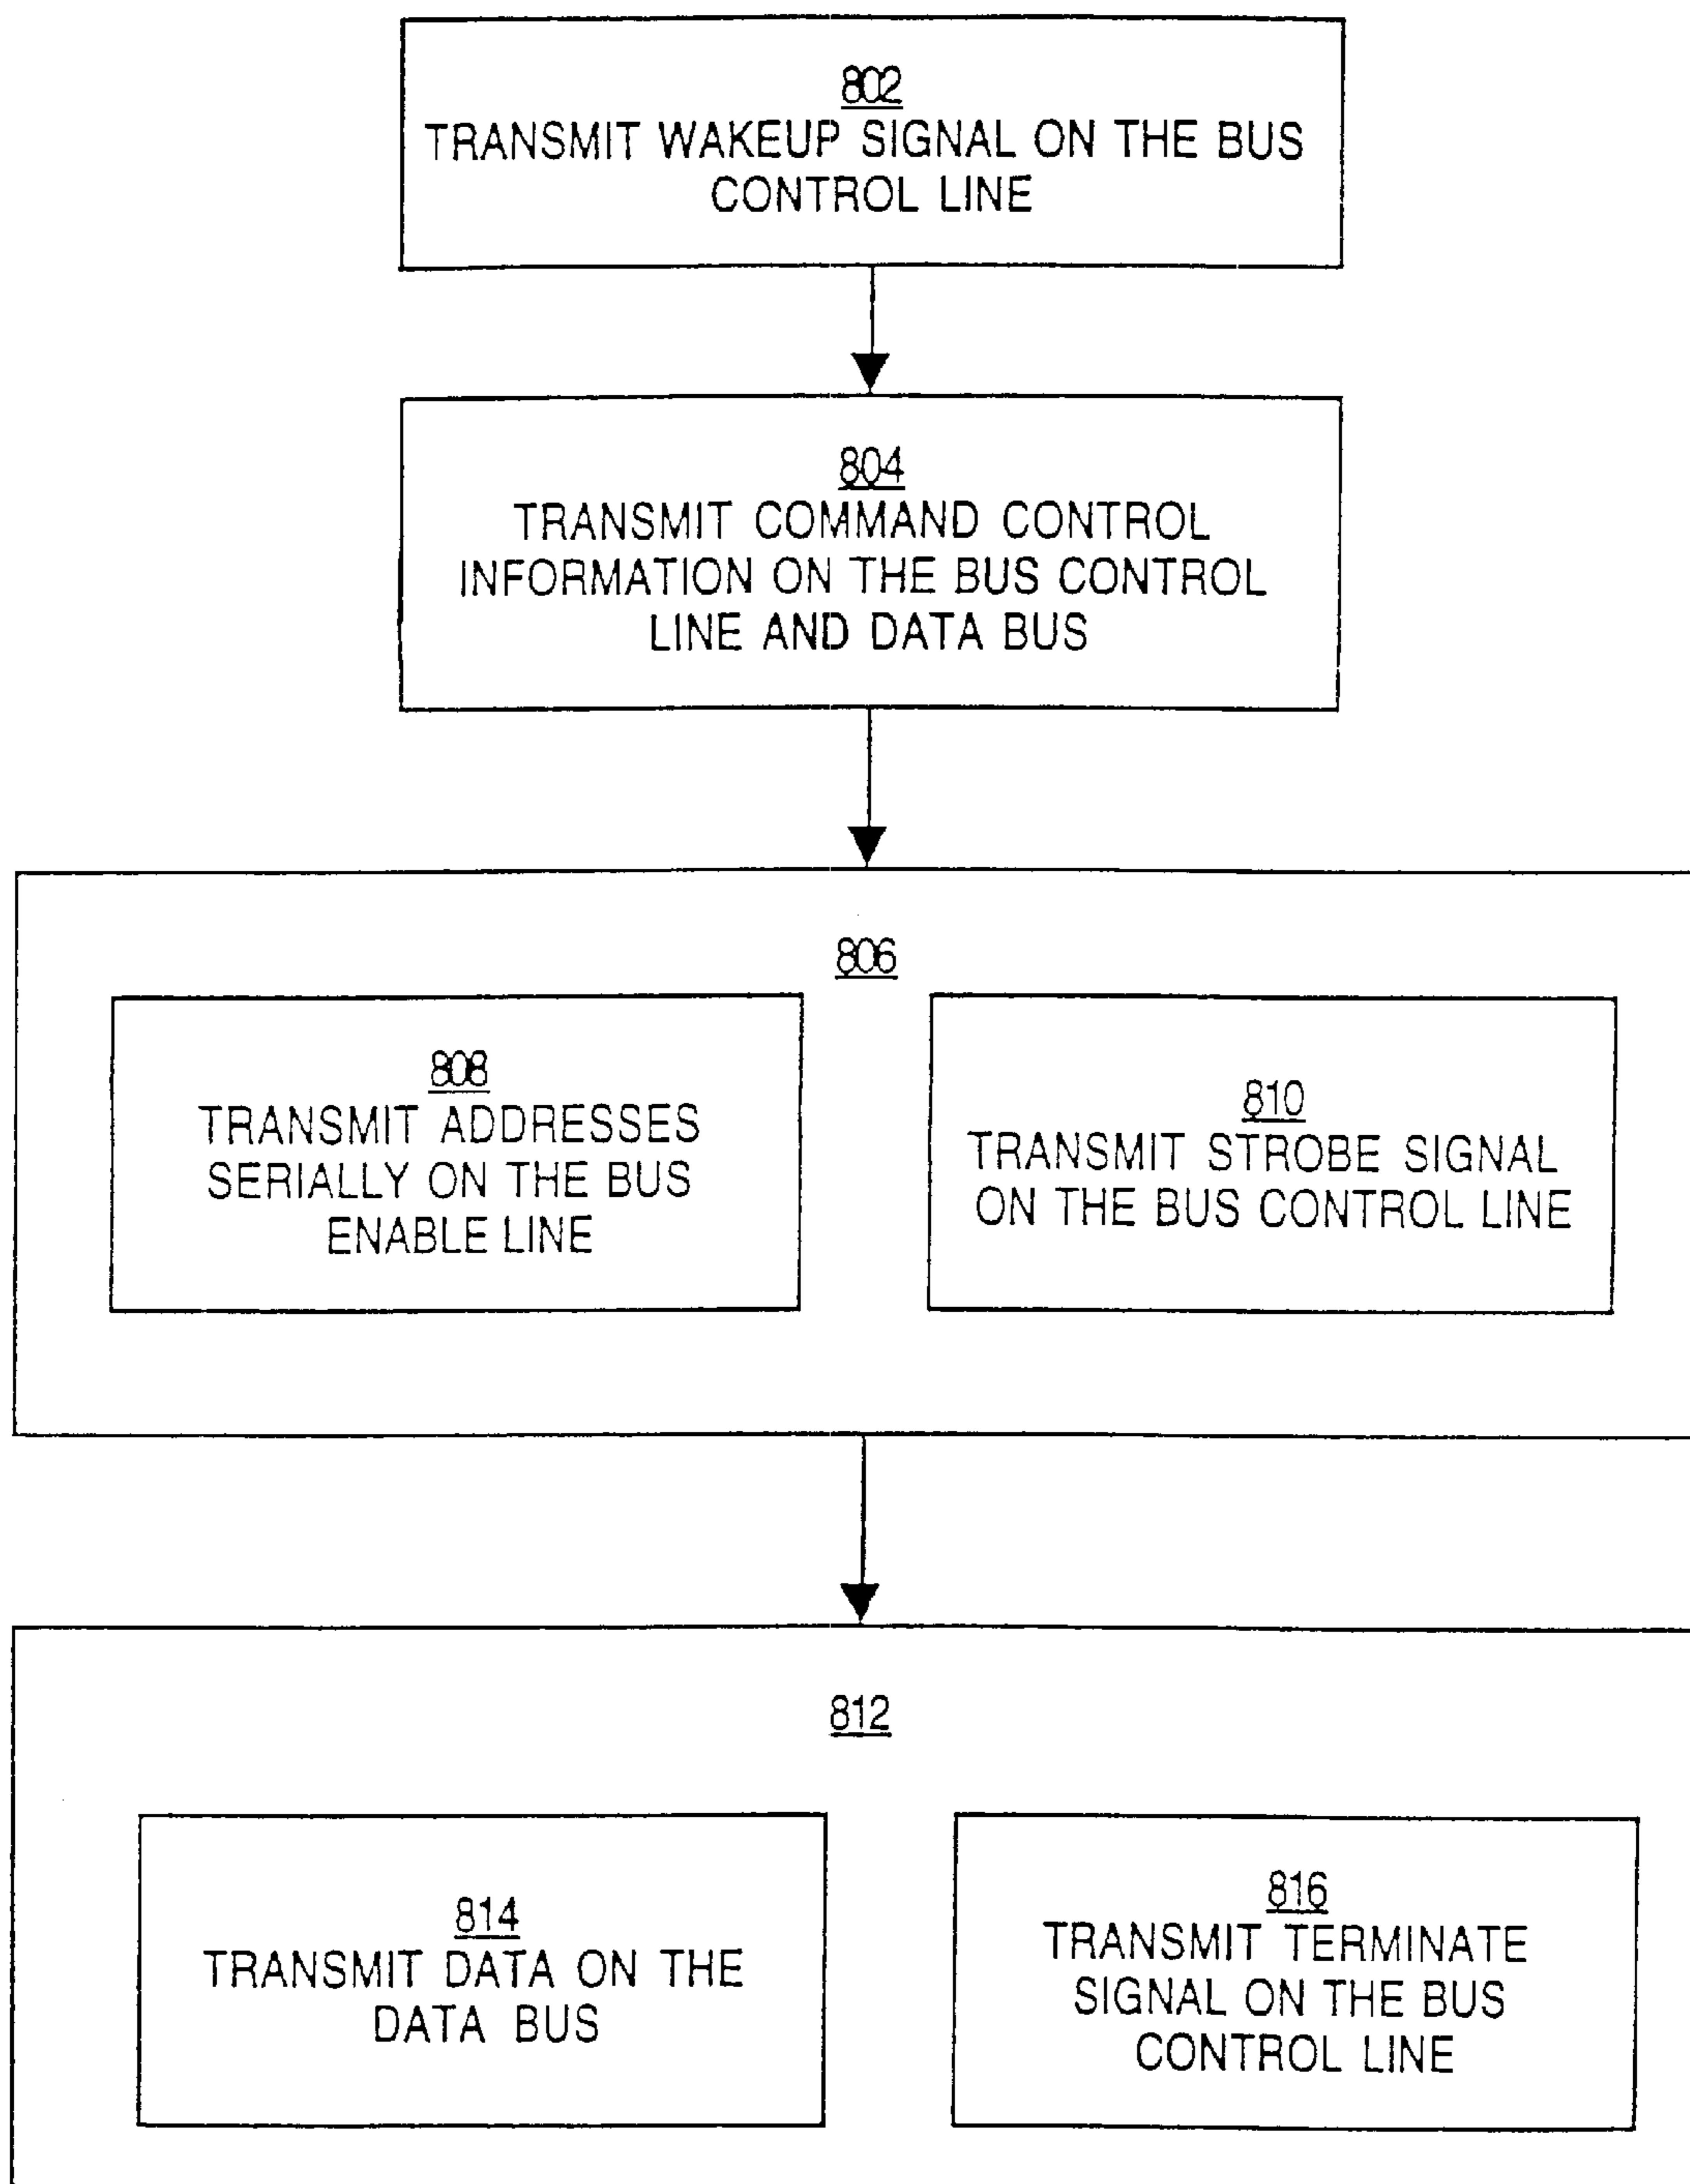 802
TRANSMIT WAKEUP SIGNAL ON THE BUS
CONTROL LINE
804
TRANSMIT COMMAND CONTROL
INFORMATION ON THE BUS CONTROL
LINE AND DATA BUS
806
808
TRANSMIT ADDRESSES
SERIALLY ON THE BUS
ENABLE LINE
810
TRANSMIT STROBE SIGNAL
ON THE BUS CONTROL LINE
812
814
TRANSMIT DATA ON THE
DATA BUS
816
TRANSMIT TERMINATE
SIGNAL ON THE BUS
CONTROL LINE